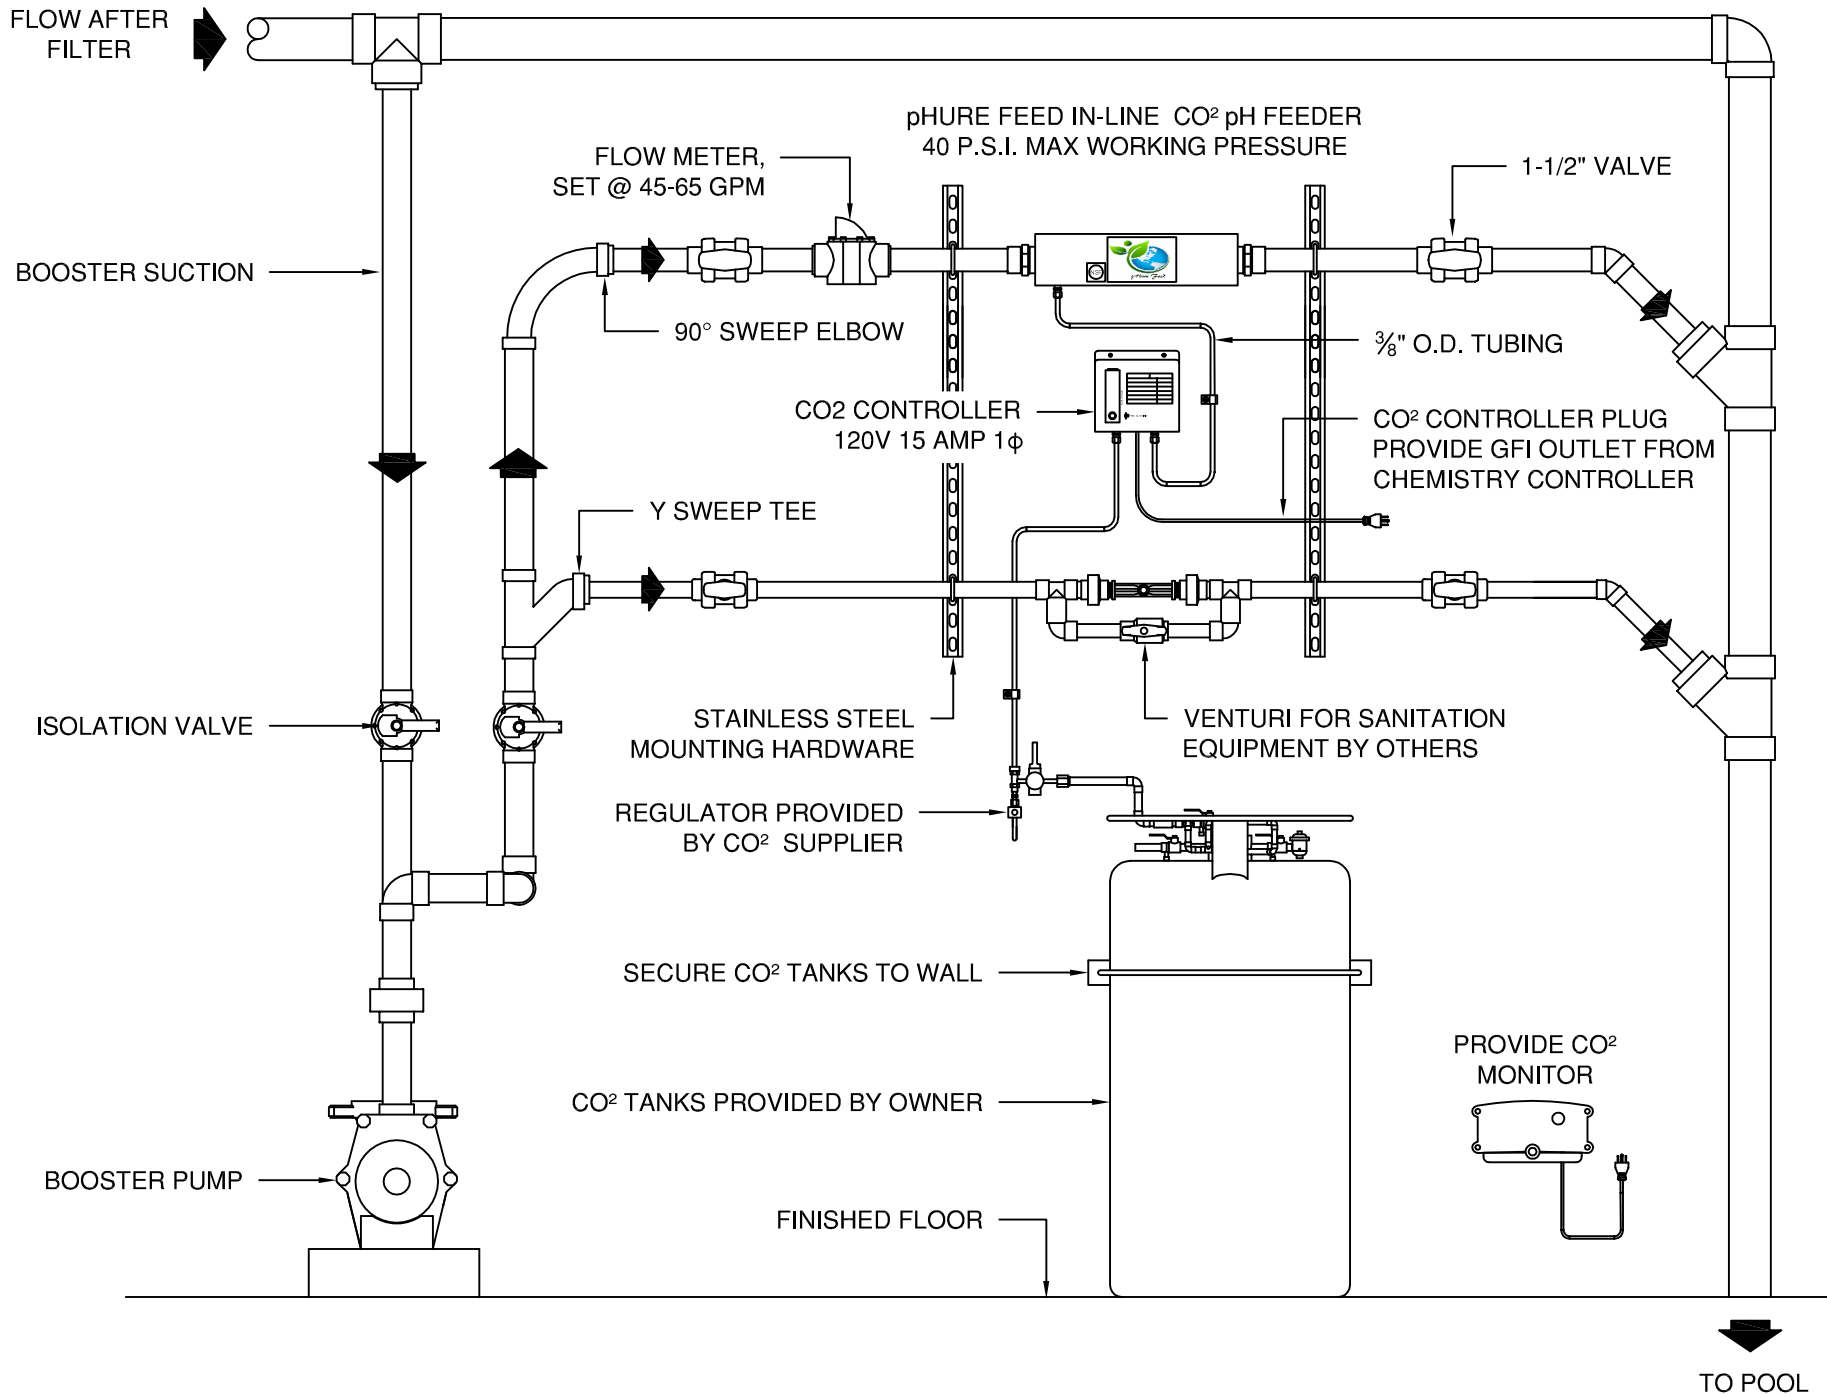 FLOW AFTER
FILTER
pHURE FEED IN-LINE CO² pH FEEDER
40 P.S.I. MAX WORKING PRESSURE
FLOW METER,
SET @ 45-65 GPM
1-1/2" VALVE
BOOSTER SUCTION
NSF
pHure Feed
90° SWEEP ELBOW
⅜" O.D. TUBING
CO2 CONTROLLER
120V 15 AMP 1ϕ
CO² CONTROLLER PLUG
PROVIDE GFI OUTLET FROM
CHEMISTRY CONTROLLER
Y SWEEP TEE
ISOLATION VALVE
STAINLESS STEEL
MOUNTING HARDWARE
VENTURI FOR SANITATION
EQUIPMENT BY OTHERS
REGULATOR PROVIDED
BY CO² SUPPLIER
SECURE CO² TANKS TO WALL
PROVIDE CO²
MONITOR
CO² TANKS PROVIDED BY OWNER
BOOSTER PUMP
FINISHED FLOOR
TO POOL